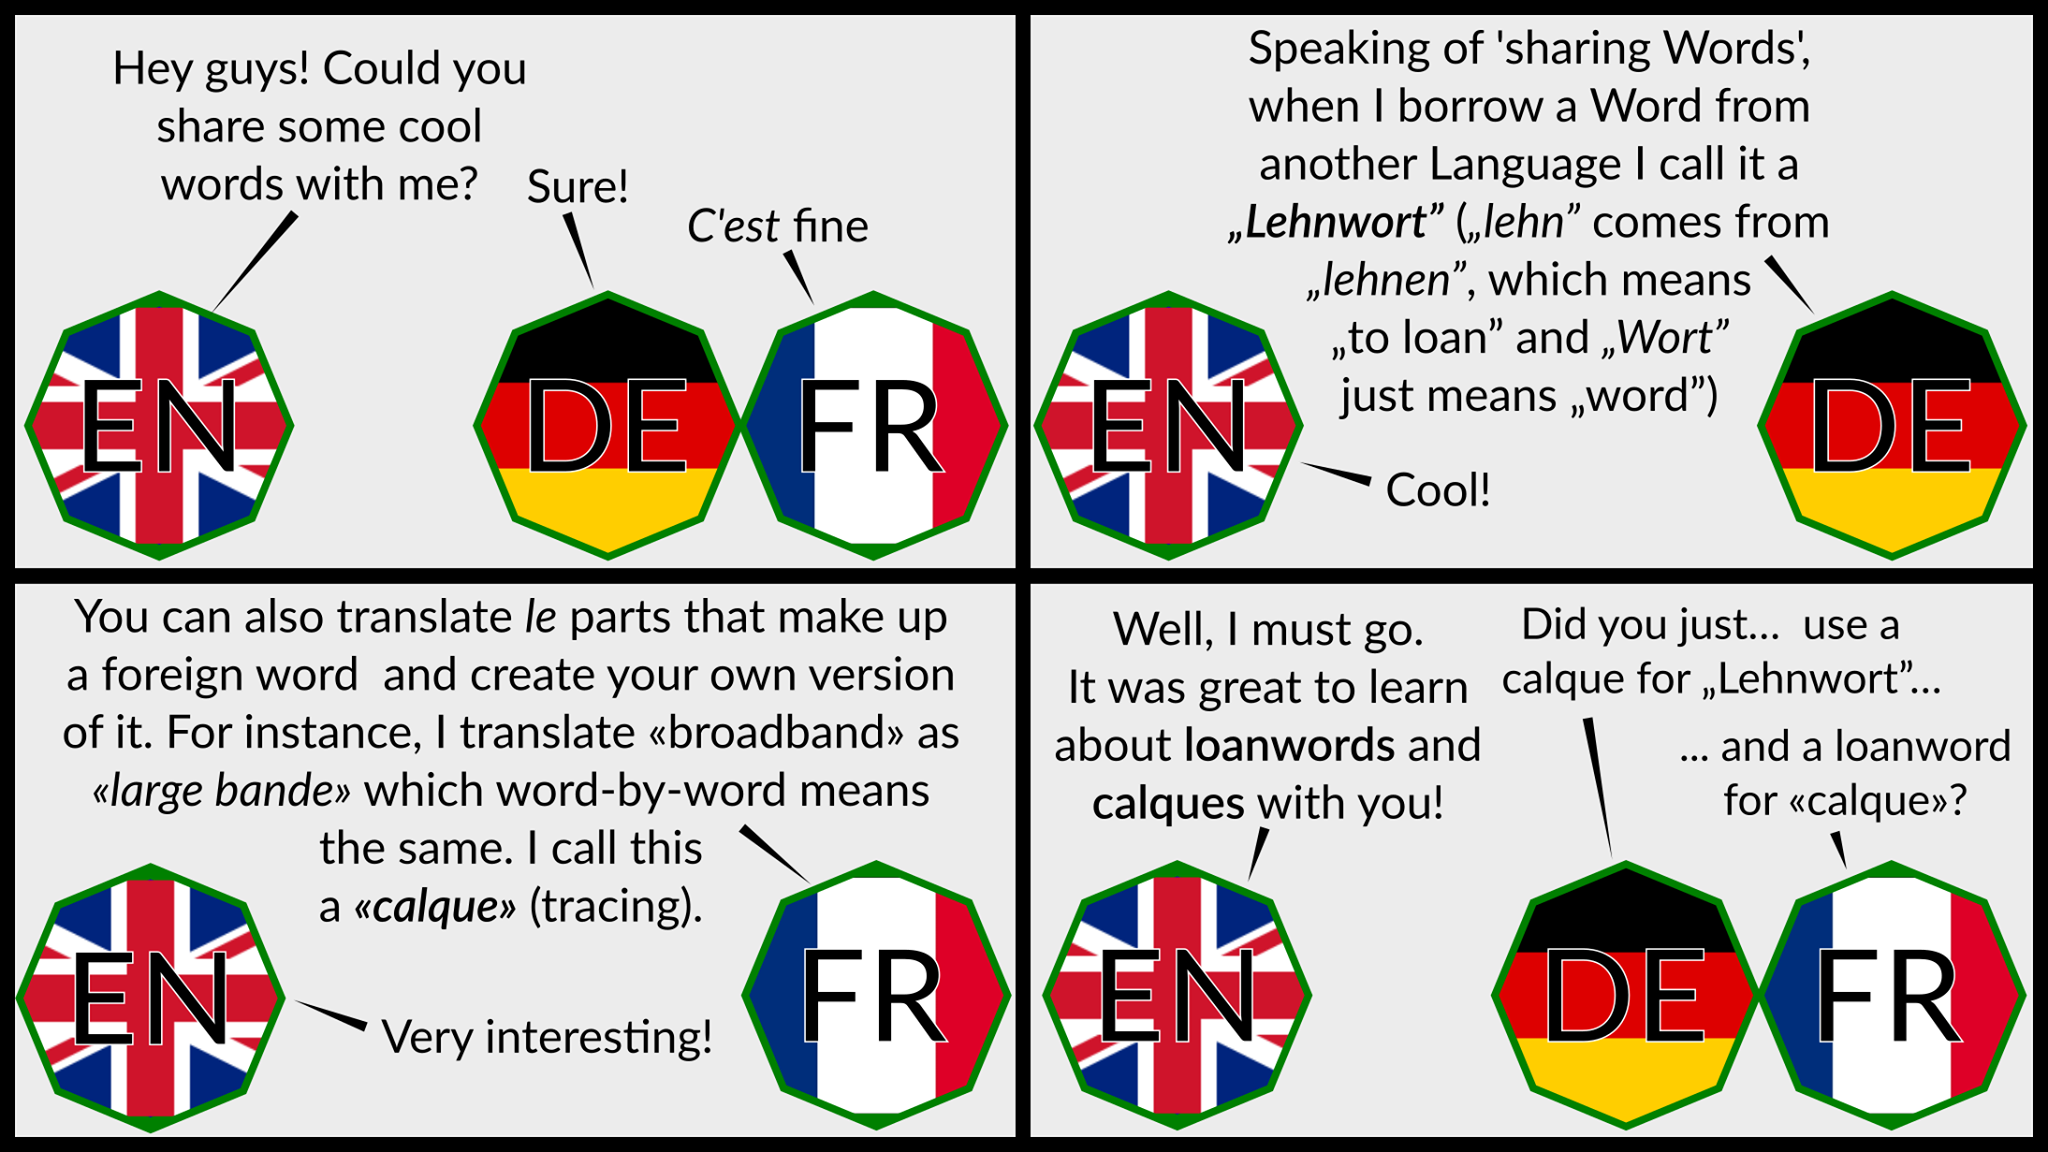 Hey guys! Could you
share some cool
words with me?
Sure!
C'est fine
EN
DE
FR
Speaking of 'sharing Words',
when I borrow a Word from
another Language I call it a
„Lehnwort” („lehn” comes from
„lehnen”, which means
„to loan” and „Wort”
just means „word”)
Cool!
EN
DE
You can also translate le parts that make up
a foreign word and create your own version
of it. For instance, I translate «broadband» as
«large bande» which word-by-word means
the same. I call this
a «calque» (tracing).
Very interesting!
EN
FR
Well, I must go.
It was great to learn
about loanwords and
calques with you!
Did you just... use a
calque for „Lehnwort”...
... and a loanword
for «calque»?
EN
DE
FR